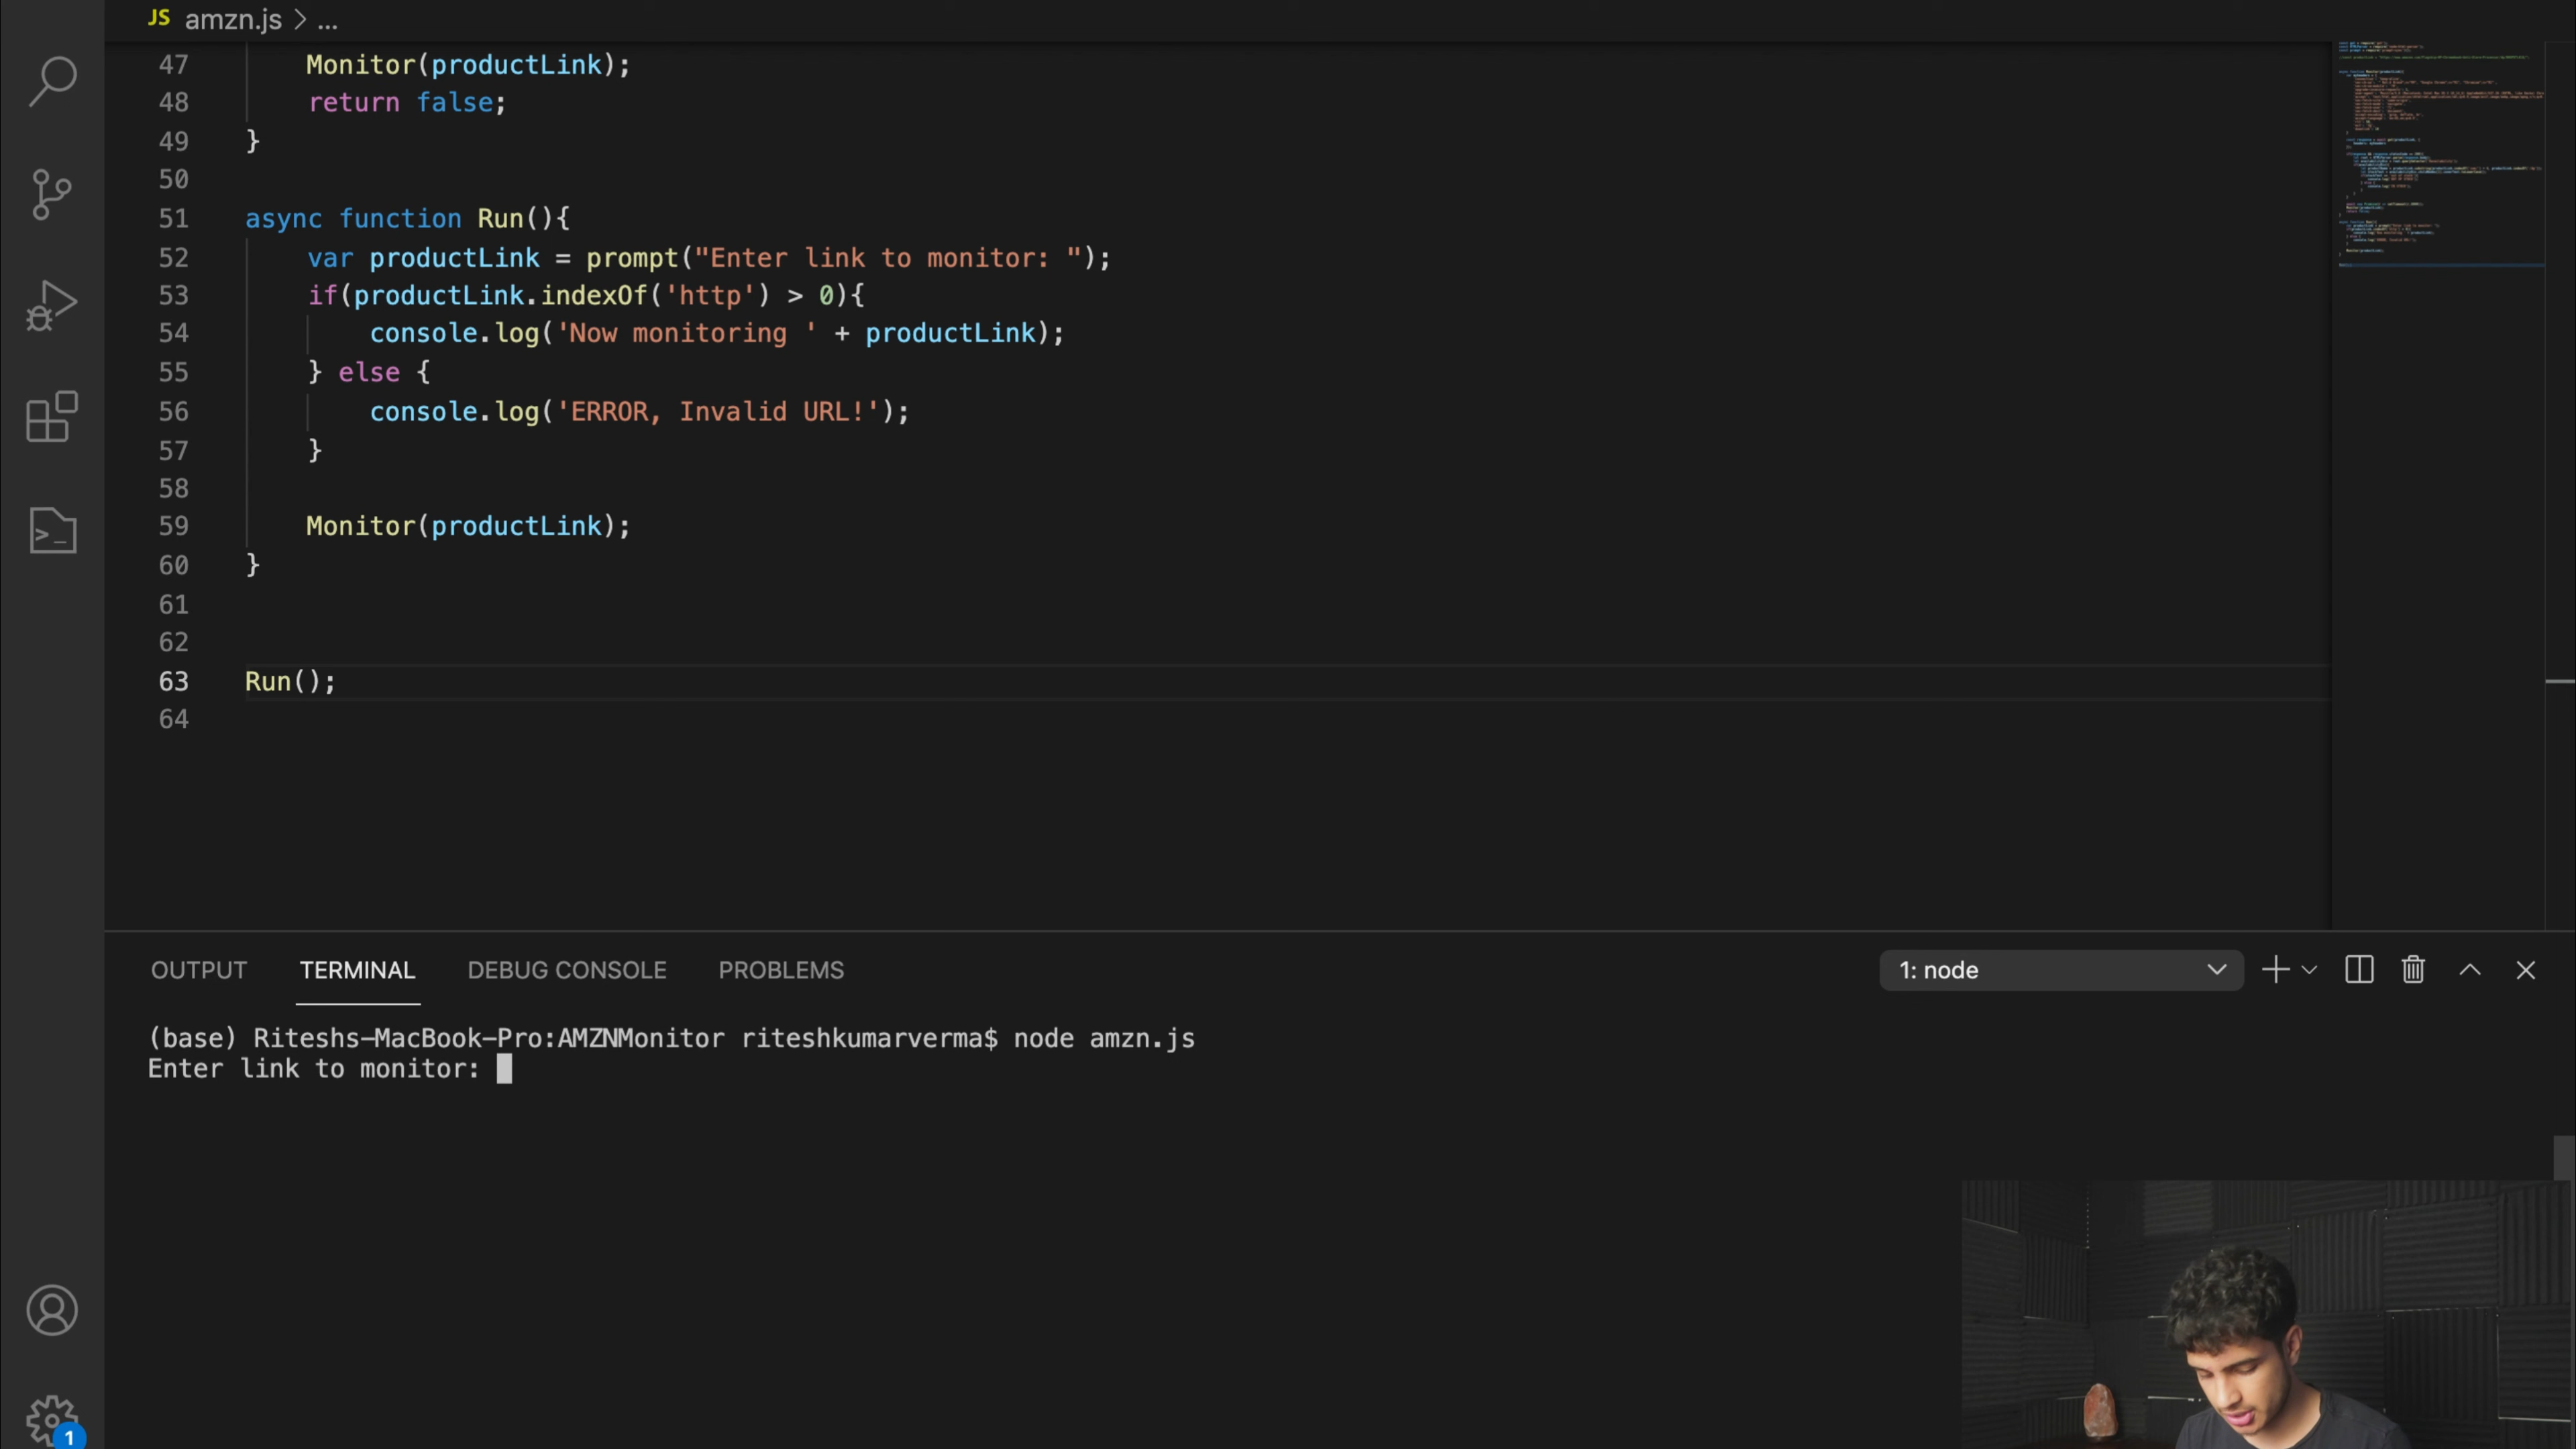 JS amzn.js > ...
47 Monitor(productLink);
48 return false;
49 }
50
51 async function Run(){
52 var productLink = prompt("Enter link to monitor: ");
53 if(productLink.indexOf('http') > 0){
54 console.log('Now monitoring ' + productLink);
55 } else {
56 console.log('ERROR, Invalid URL!');
57 }
58
59 Monitor(productLink);
60 }
61
62
63 Run();
64
OUTPUT TERMINAL DEBUG CONSOLE PROBLEMS 1: node
(base) Riteshs-MacBook-Pro:AMZNMonitor riteshkumarverma$ node amzn.js
Enter link to monitor:
1